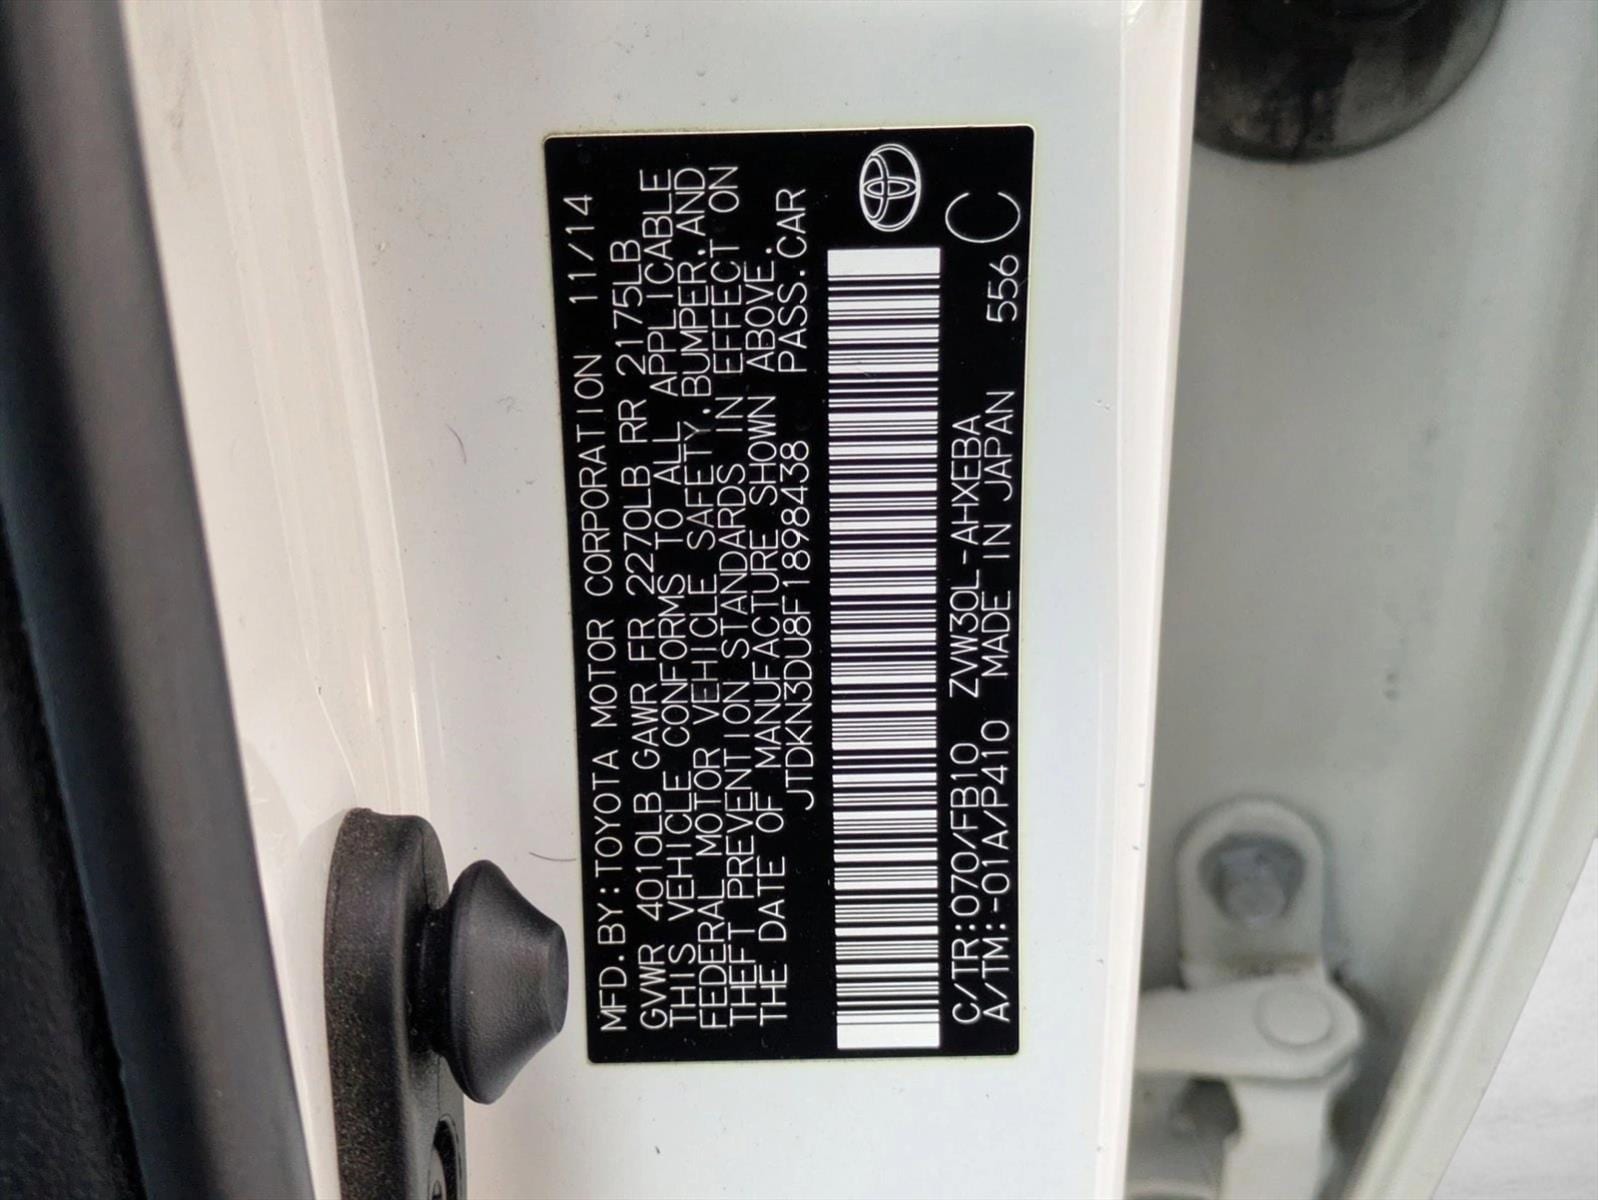 MFD.BY:TOYOTA MOTOR CORPORATION 11/14
GVWR 4010LB GAWR FR 2270LB RR 2175LB
THIS VEHICLE CONFORMS TO ALL APPLICABLE
FEDERAL MOTOR VEHICLE SAFETY,BUMPER,AND
THEFT PREVENTION STANDARDS IN EFFECT ON
THE DATE OF MANUFACTURE SHOWN ABOVE.
JTDKN3DU8F1898438 PASS.CAR
C/TR:070/FB10 ZVW30L-AHXEBA
A/TM:-01A/P410 MADE IN JAPAN 556 C